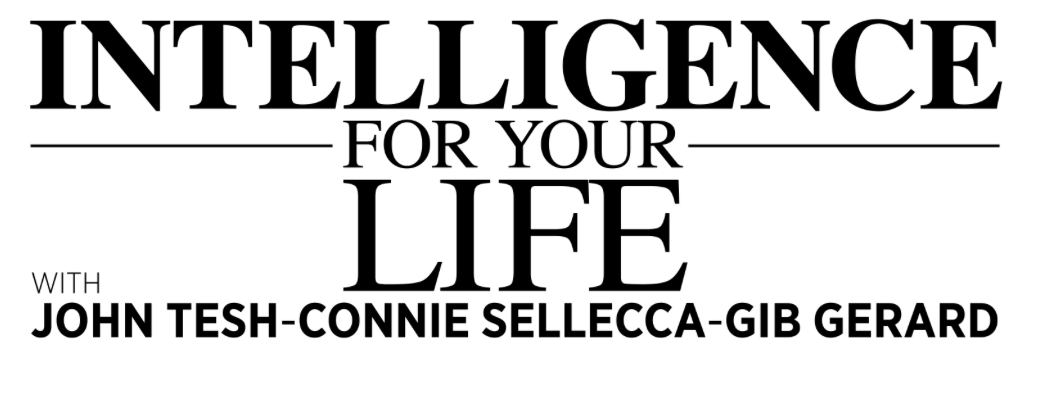 INTELLIGENCE
FOR YOUR
LIFE
WITH
JOHN TESH-CONNIE SELLECCA-GIB GERARD